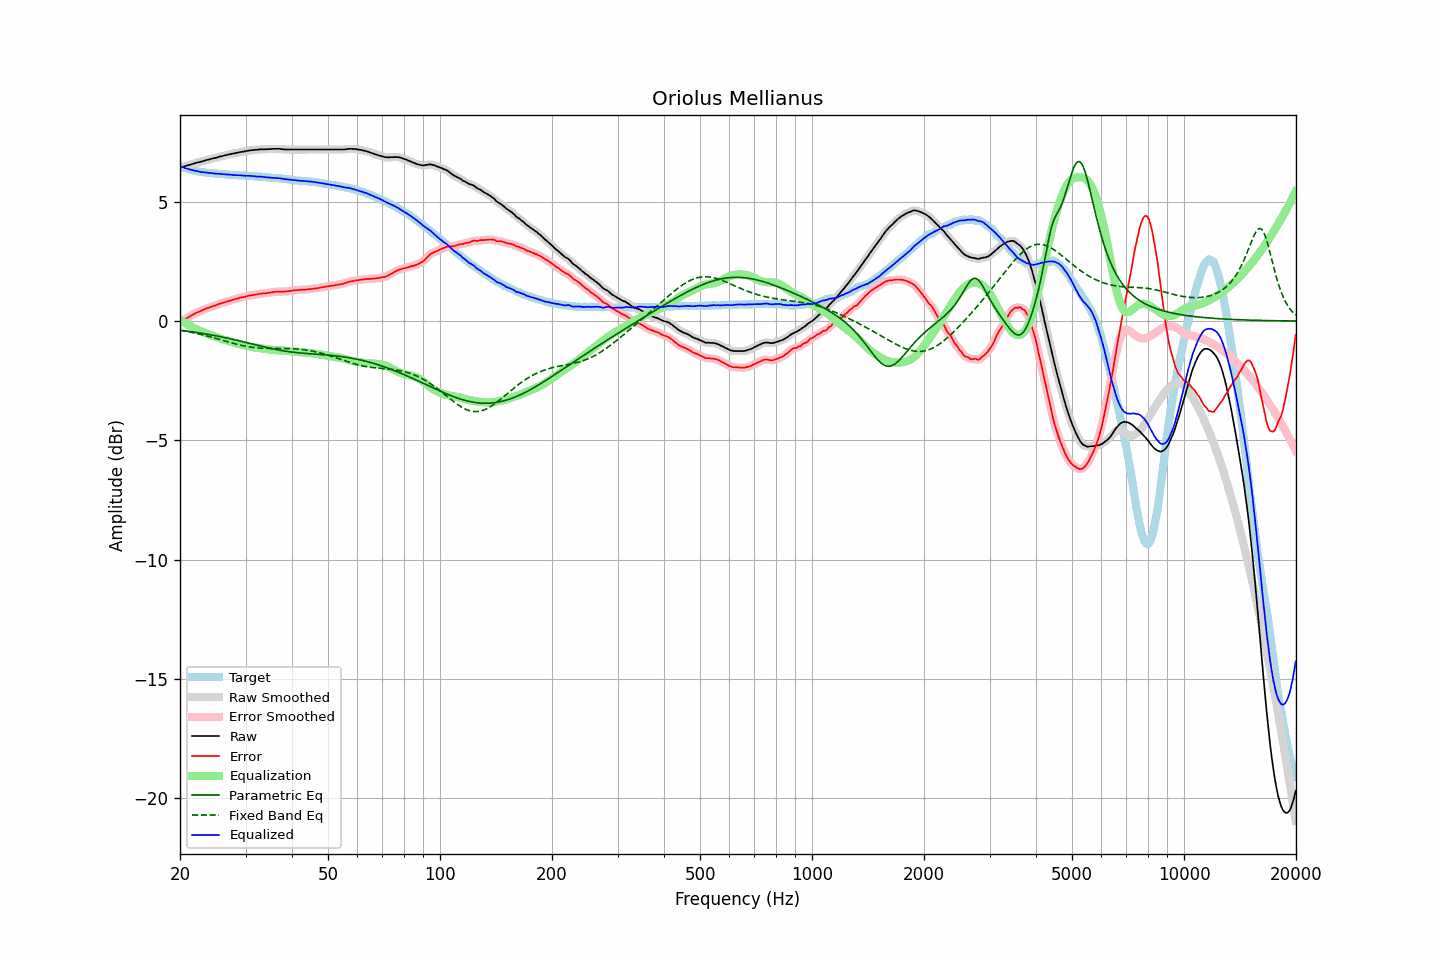 Oriolus Mellianus
Amplitude (dBr)
5
0
−5
−10
−15
−20
Target
Raw Smoothed
Error Smoothed
Raw
Error
Equalization
Parametric Eq
Fixed Band Eq
Equalized
20 50 100 200 500 1000 2000 5000 10000 20000
Frequency (Hz)